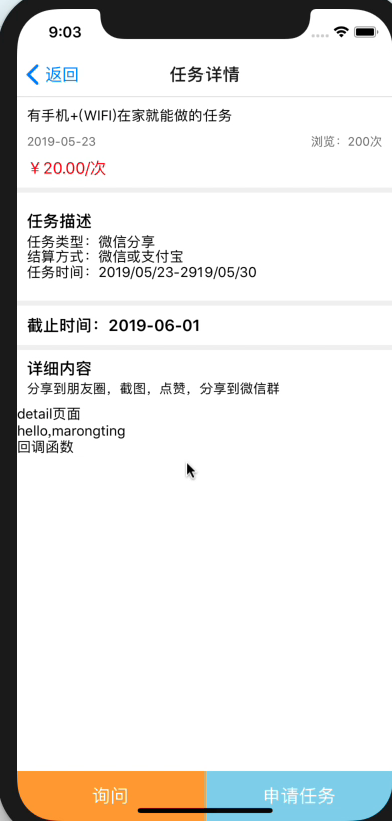 9:03
返回 任务详情
有手机+(WIFI)在家就能做的任务
2019-05-23 浏览：200次
￥20.00/次
任务描述
任务类型：微信分享
结算方式：微信或支付宝
任务时间：2019/05/23-2919/05/30
截止时间：2019-06-01
详细内容
分享到朋友圈，截图，点赞，分享到微信群
detail页面
hello,marongting
回调函数
询问 申请任务